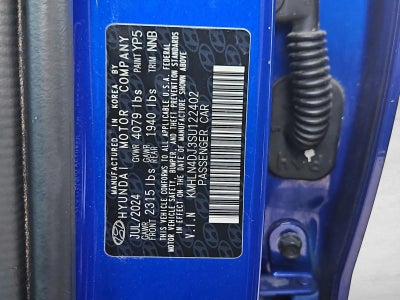 MANUFACTURED IN KOREA BY
HYUNDAI MOTOR COMPANY
JUL/2024 GVWR 4079 lbs PAINT YP5
GAWR FRONT 2315 lbs GAWR REAR 1940 lbs TRIM NNB
THIS VEHICLE CONFORMS TO ALL APPLICABLE U.S.A. FEDERAL
MOTOR VEHICLE SAFETY, BUMPER, AND THEFT PREVENTION STANDARDS
IN EFFECT ON THE DATE OF MANUFACTURE SHOWN ABOVE
V.I.N KMHLN4DJ3SU122402
PASSENGER CAR